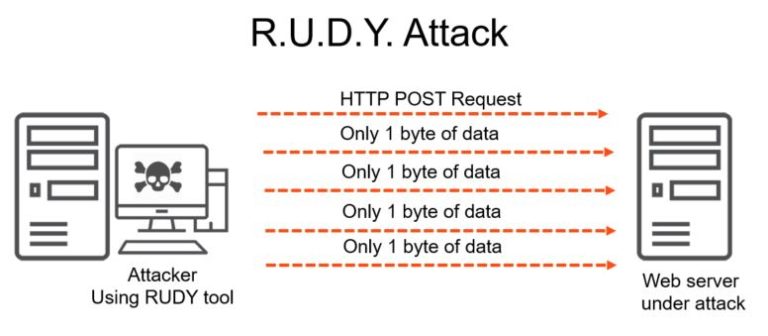 R.U.D.Y. Attack
HTTP POST Request
Only 1 byte of data
Only 1 byte of data
Only 1 byte of data
Only 1 byte of data
Attacker
Using RUDY tool
Web server
under attack